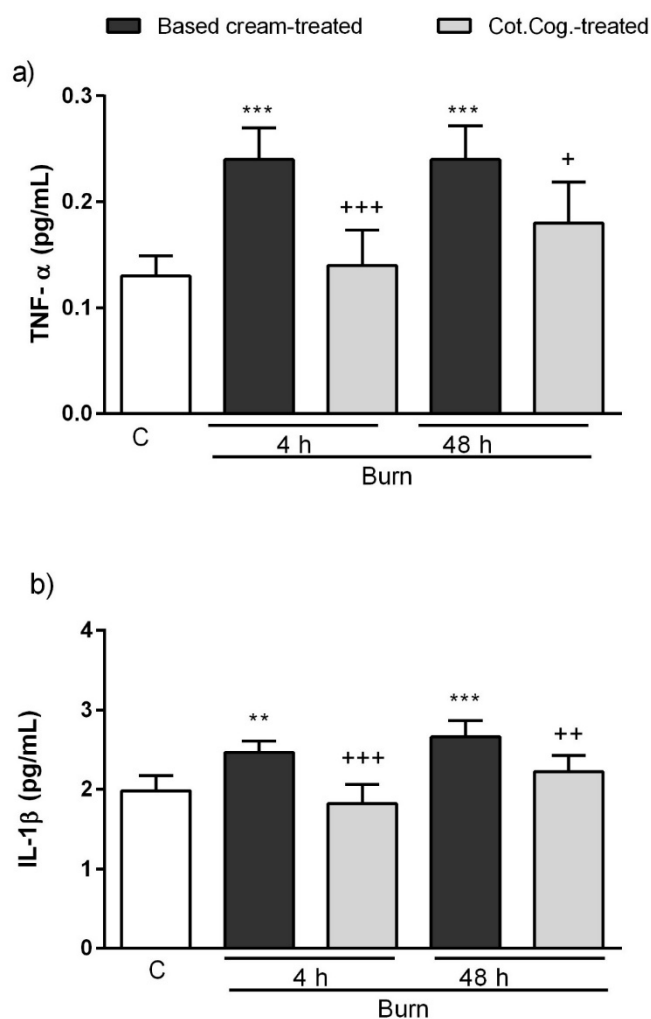 Based cream-treated Cot.Cog.-treated
a)
TNF- α (pg/mL)
0.3
0.2
0.1
0.0
*** +++ *** +
C
4 h 48 h
Burn
b)
IL-1β (pg/mL)
4
3
2
1
0
** +++ *** ++
C
4 h 48 h
Burn